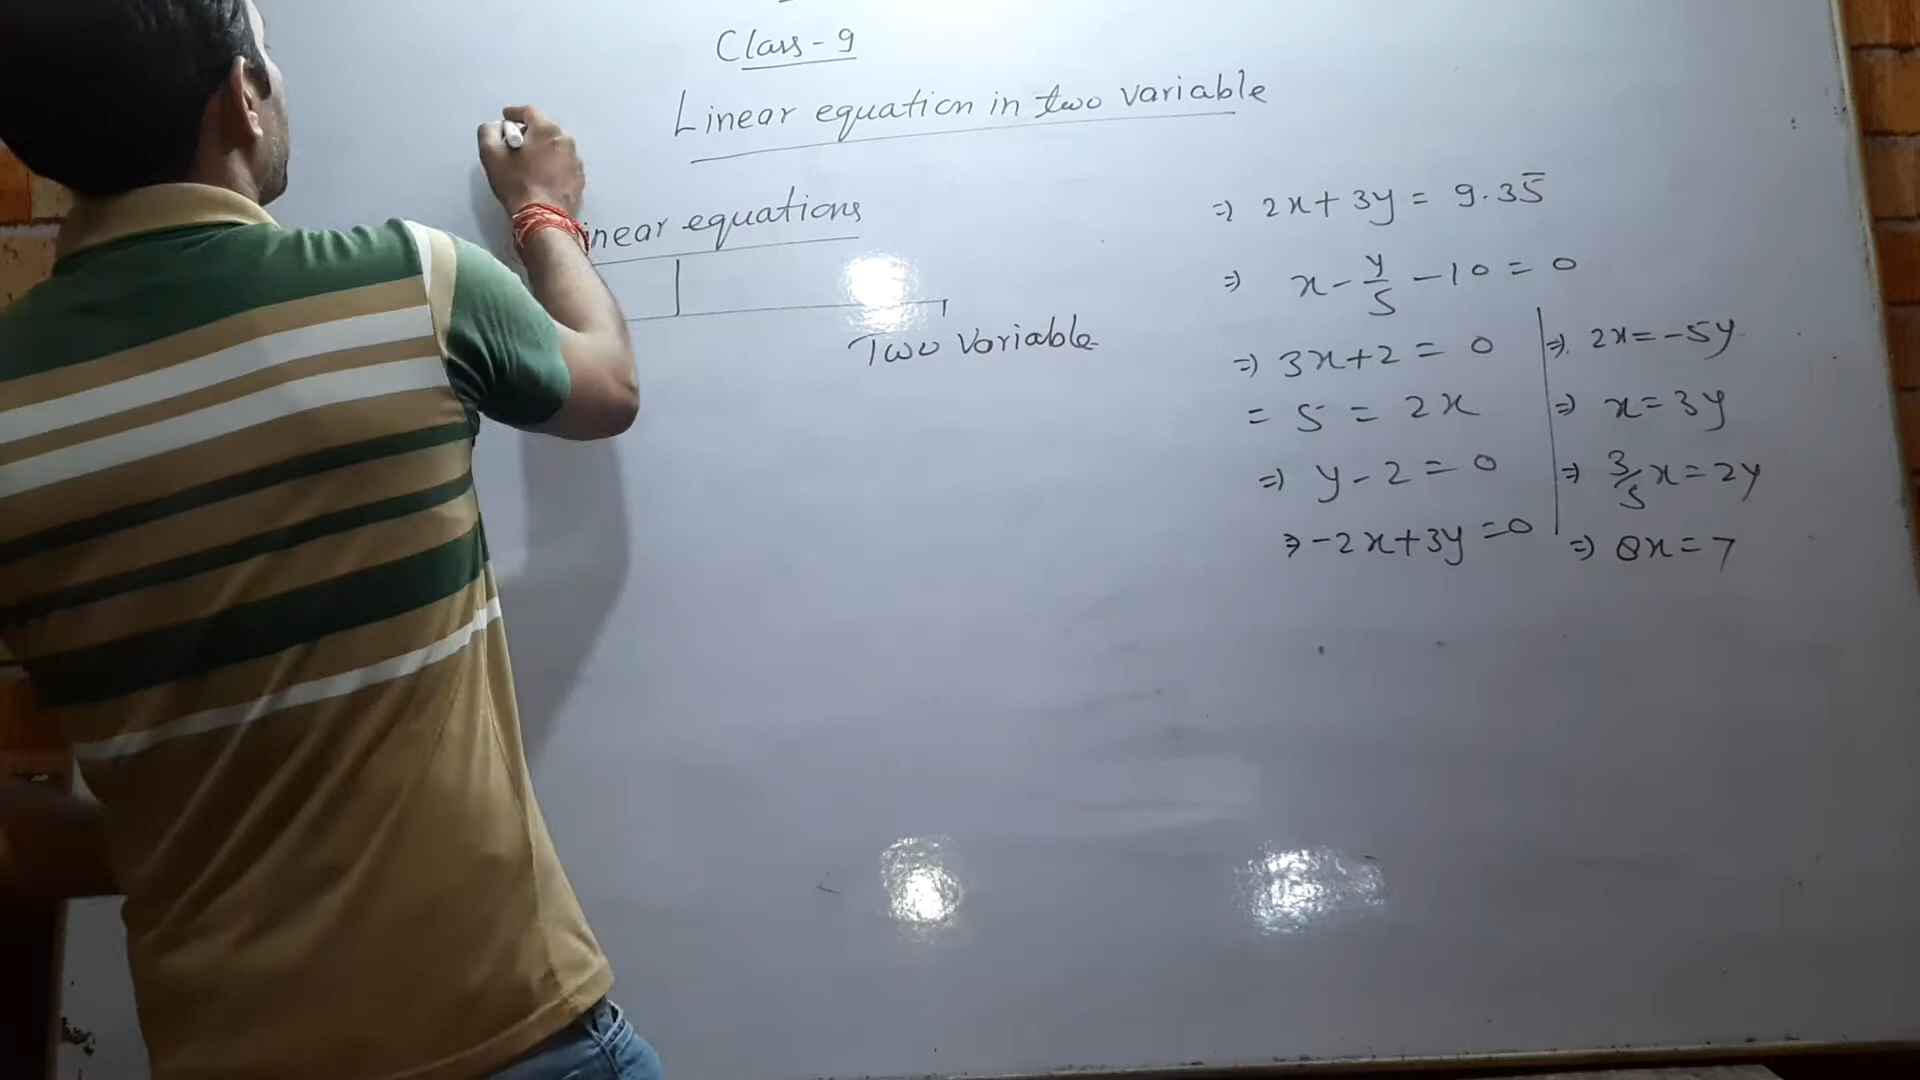 Class - 9
Linear equation in two variable
inear equations
Two Variable
⇒ 2x + 3y = 9.35̅
⇒ x - y/5 - 10 = 0
⇒ 3x + 2 = 0
= 5 = 2x
⇒ y - 2 = 0
⇒ -2x + 3y = 0
⇒ 2x = -5y
⇒ x = 3y
⇒ 3/5 x = 2y
⇒ 8x = 7